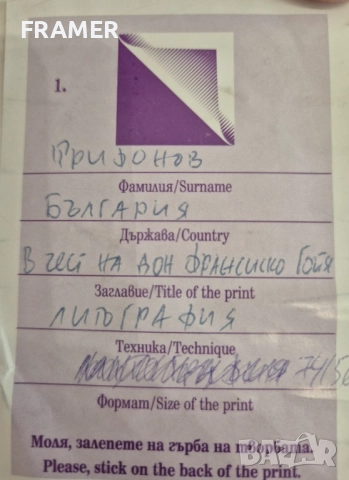 FRAMER
1.
Трифонов
Фамилия/Surname
БЪЛГАРИЯ
Държава/Country
В чест НА ДОН ФРАНСИСКО Гойя
Заглавие/Title of the print
ЛИТОГРАФИЯ
Техника/Technique
Формат/Size of the print
Моля, залепете на гърба на творбата.
Please, stick on the back of the print.
bazar